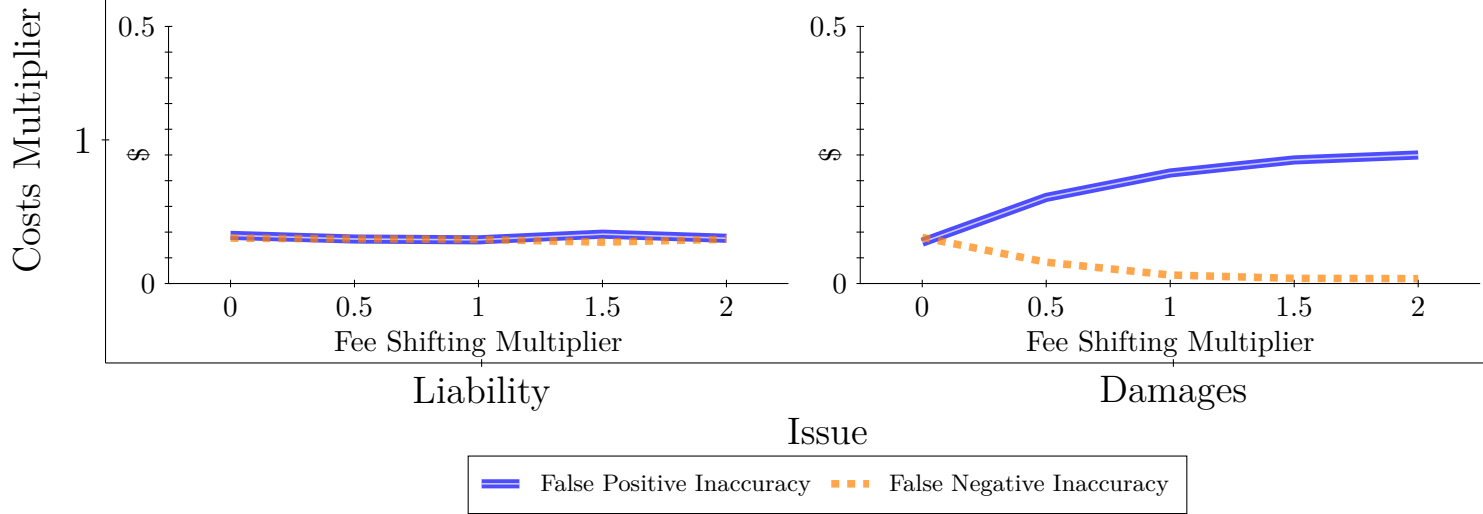 Costs Multiplier
1
0.5
$
0
0 0.5 1 1.5 2
Fee Shifting Multiplier
0.5
$
0
0 0.5 1 1.5 2
Fee Shifting Multiplier
Liability
Damages
Issue
False Positive Inaccuracy
False Negative Inaccuracy